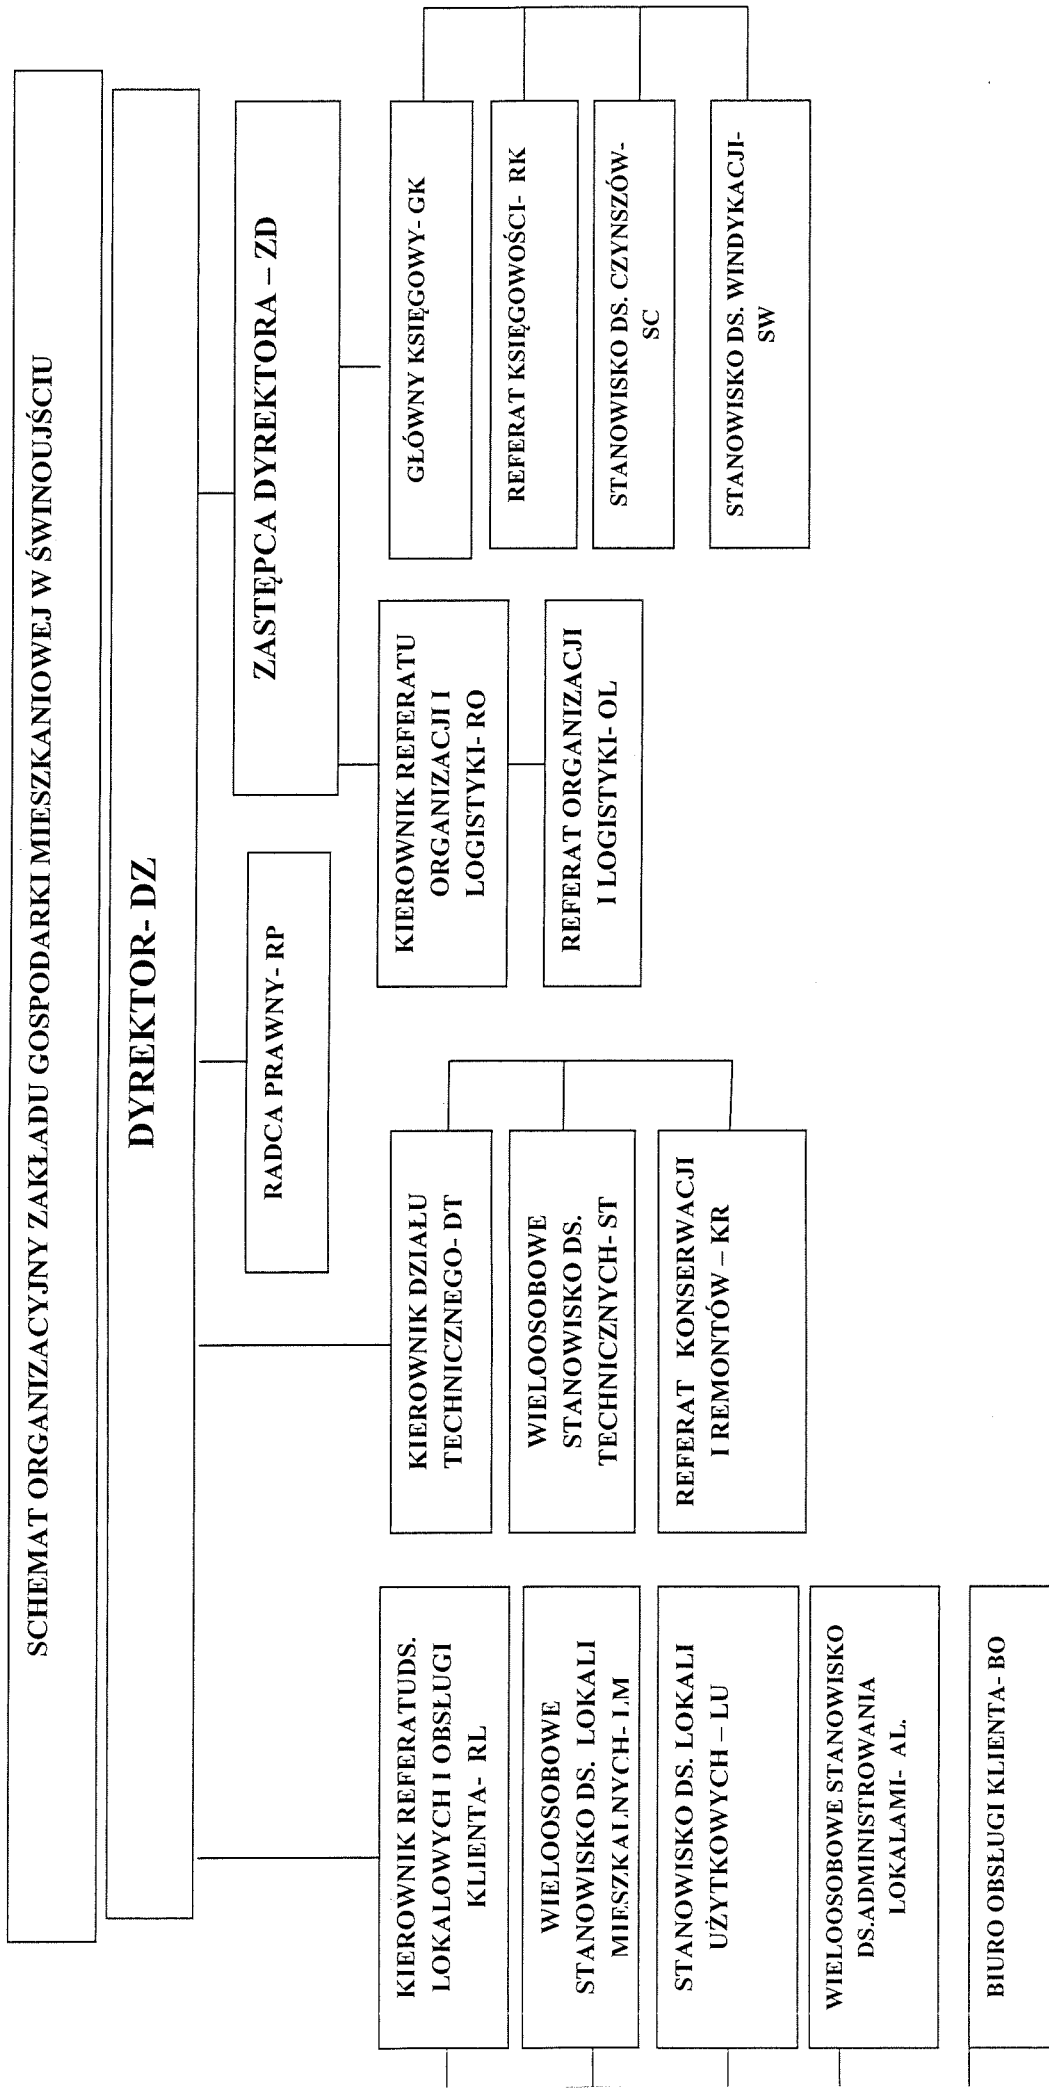 SCHEMAT ORGANIZACYJNY ZAKŁADU GOSPODARKI MIESZKANIOWEJ W ŚWINOUJŚCIU
DYREKTOR- DZ
RADCA PRAWNY- RP
ZASTĘPCA DYREKTORA – ZD
KIEROWNIK REFERATUDS.
LOKALOWYCH I OBSŁUGI
KLIENTA- RL
WIELOOSOBOWE
STANOWISKO DS. LOKALI
MIESZKALNYCH- LM
STANOWISKO DS. LOKALI
UŻYTKOWYCH – LU
WIELOOSOBOWE STANOWISKO
DS.ADMINISTROWANIA
LOKALAMI- AL.
BIURO OBSŁUGI KLIENTA- BO
KIEROWNIK DZIAŁU
TECHNICZNEGO- DT
WIELOOSOBOWE
STANOWISKO DS.
TECHNICZNYCH- ST
REFERAT KONSERWACJI
I REMONTÓW – KR
KIEROWNIK REFERATU
ORGANIZACJI I
LOGISTYKI- RO
REFERAT ORGANIZACJI
I LOGISTYKI- OL
GŁÓWNY KSIĘGOWY- GK
REFERAT KSIĘGOWOŚCI- RK
STANOWISKO DS. CZYNSZÓW-
SC
STANOWISKO DS. WINDYKACJI-
SW